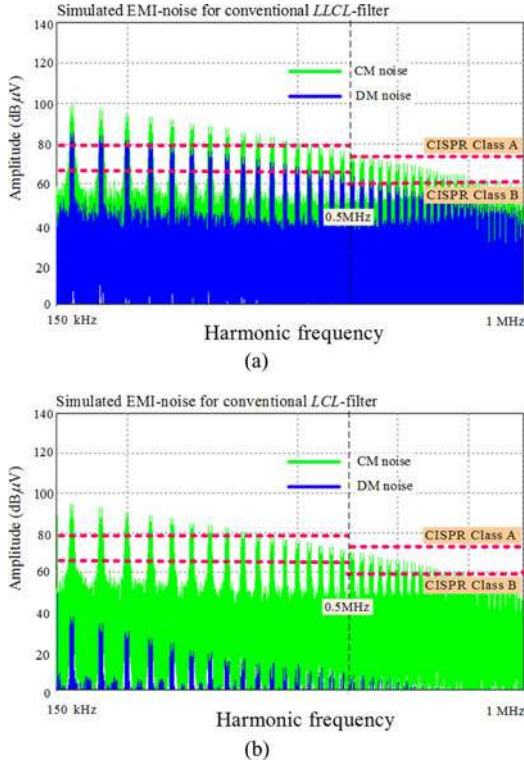 Simulated EMI-noise for conventional LLCL-filter
Amplitude (dBµV)
140
120
100
80
60
40
20
0
CM noise
DM noise
CISPR Class A
CISPR Class B
0.5MHz
150 kHz
1 MHz
Harmonic frequency
(a)
Simulated EMI-noise for conventional LCL-filter
Amplitude (dBµV)
140
120
100
80
60
40
20
0
CM noise
DM noise
CISPR Class A
CISPR Class B
0.5MHz
150 kHz
1 MHz
Harmonic frequency
(b)